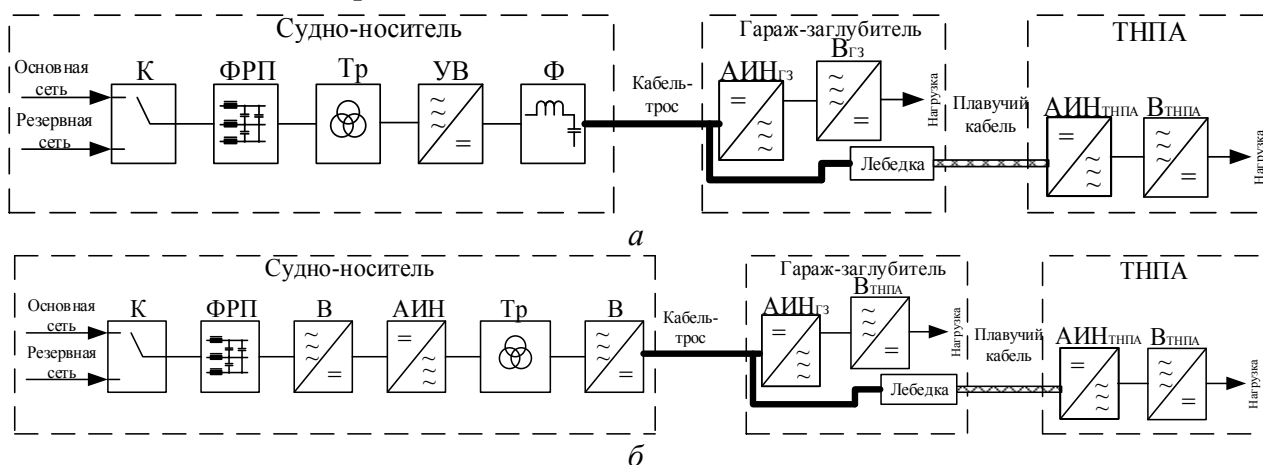 Судно-носитель
Гараж-заглубитель
ТНПА
Основная сеть
Резервная сеть
К
ФРП
Тр
УВ
Ф
Кабель-
трос
АИНГЗ
ВГЗ
Нагрузка
Лебедка
Плавучий
кабель
АИНТНПА
ВТНПА
Нагрузка
а
Судно-носитель
Гараж-заглубитель
ТНПА
Основная
сеть
Резервная
сеть
К
ФРП
В
АИН
Тр
В
Кабель-
трос
АИНГЗ
ВТНПА
Нагрузка
Лебедка
Плавучий
кабель
АИНТНПА
ВТНПА
Нагрузка
б